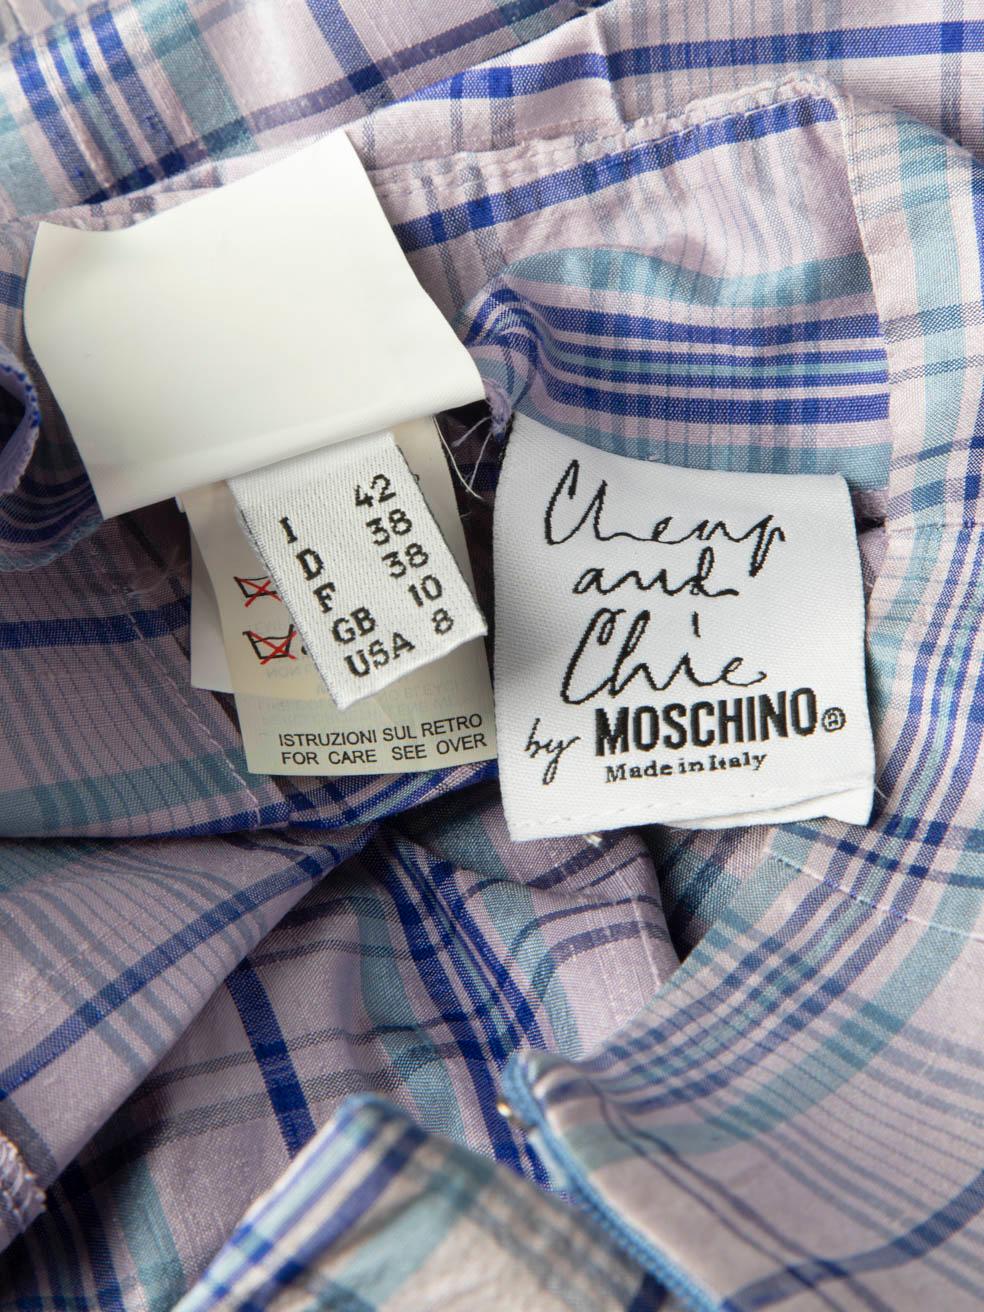 I 42
D 38
F 38
GB 10
USA 8
ISTRUZIONI SUL RETRO
FOR CARE SEE OVER
Cheap
and
Chic
by MOSCHINO®
Made in Italy